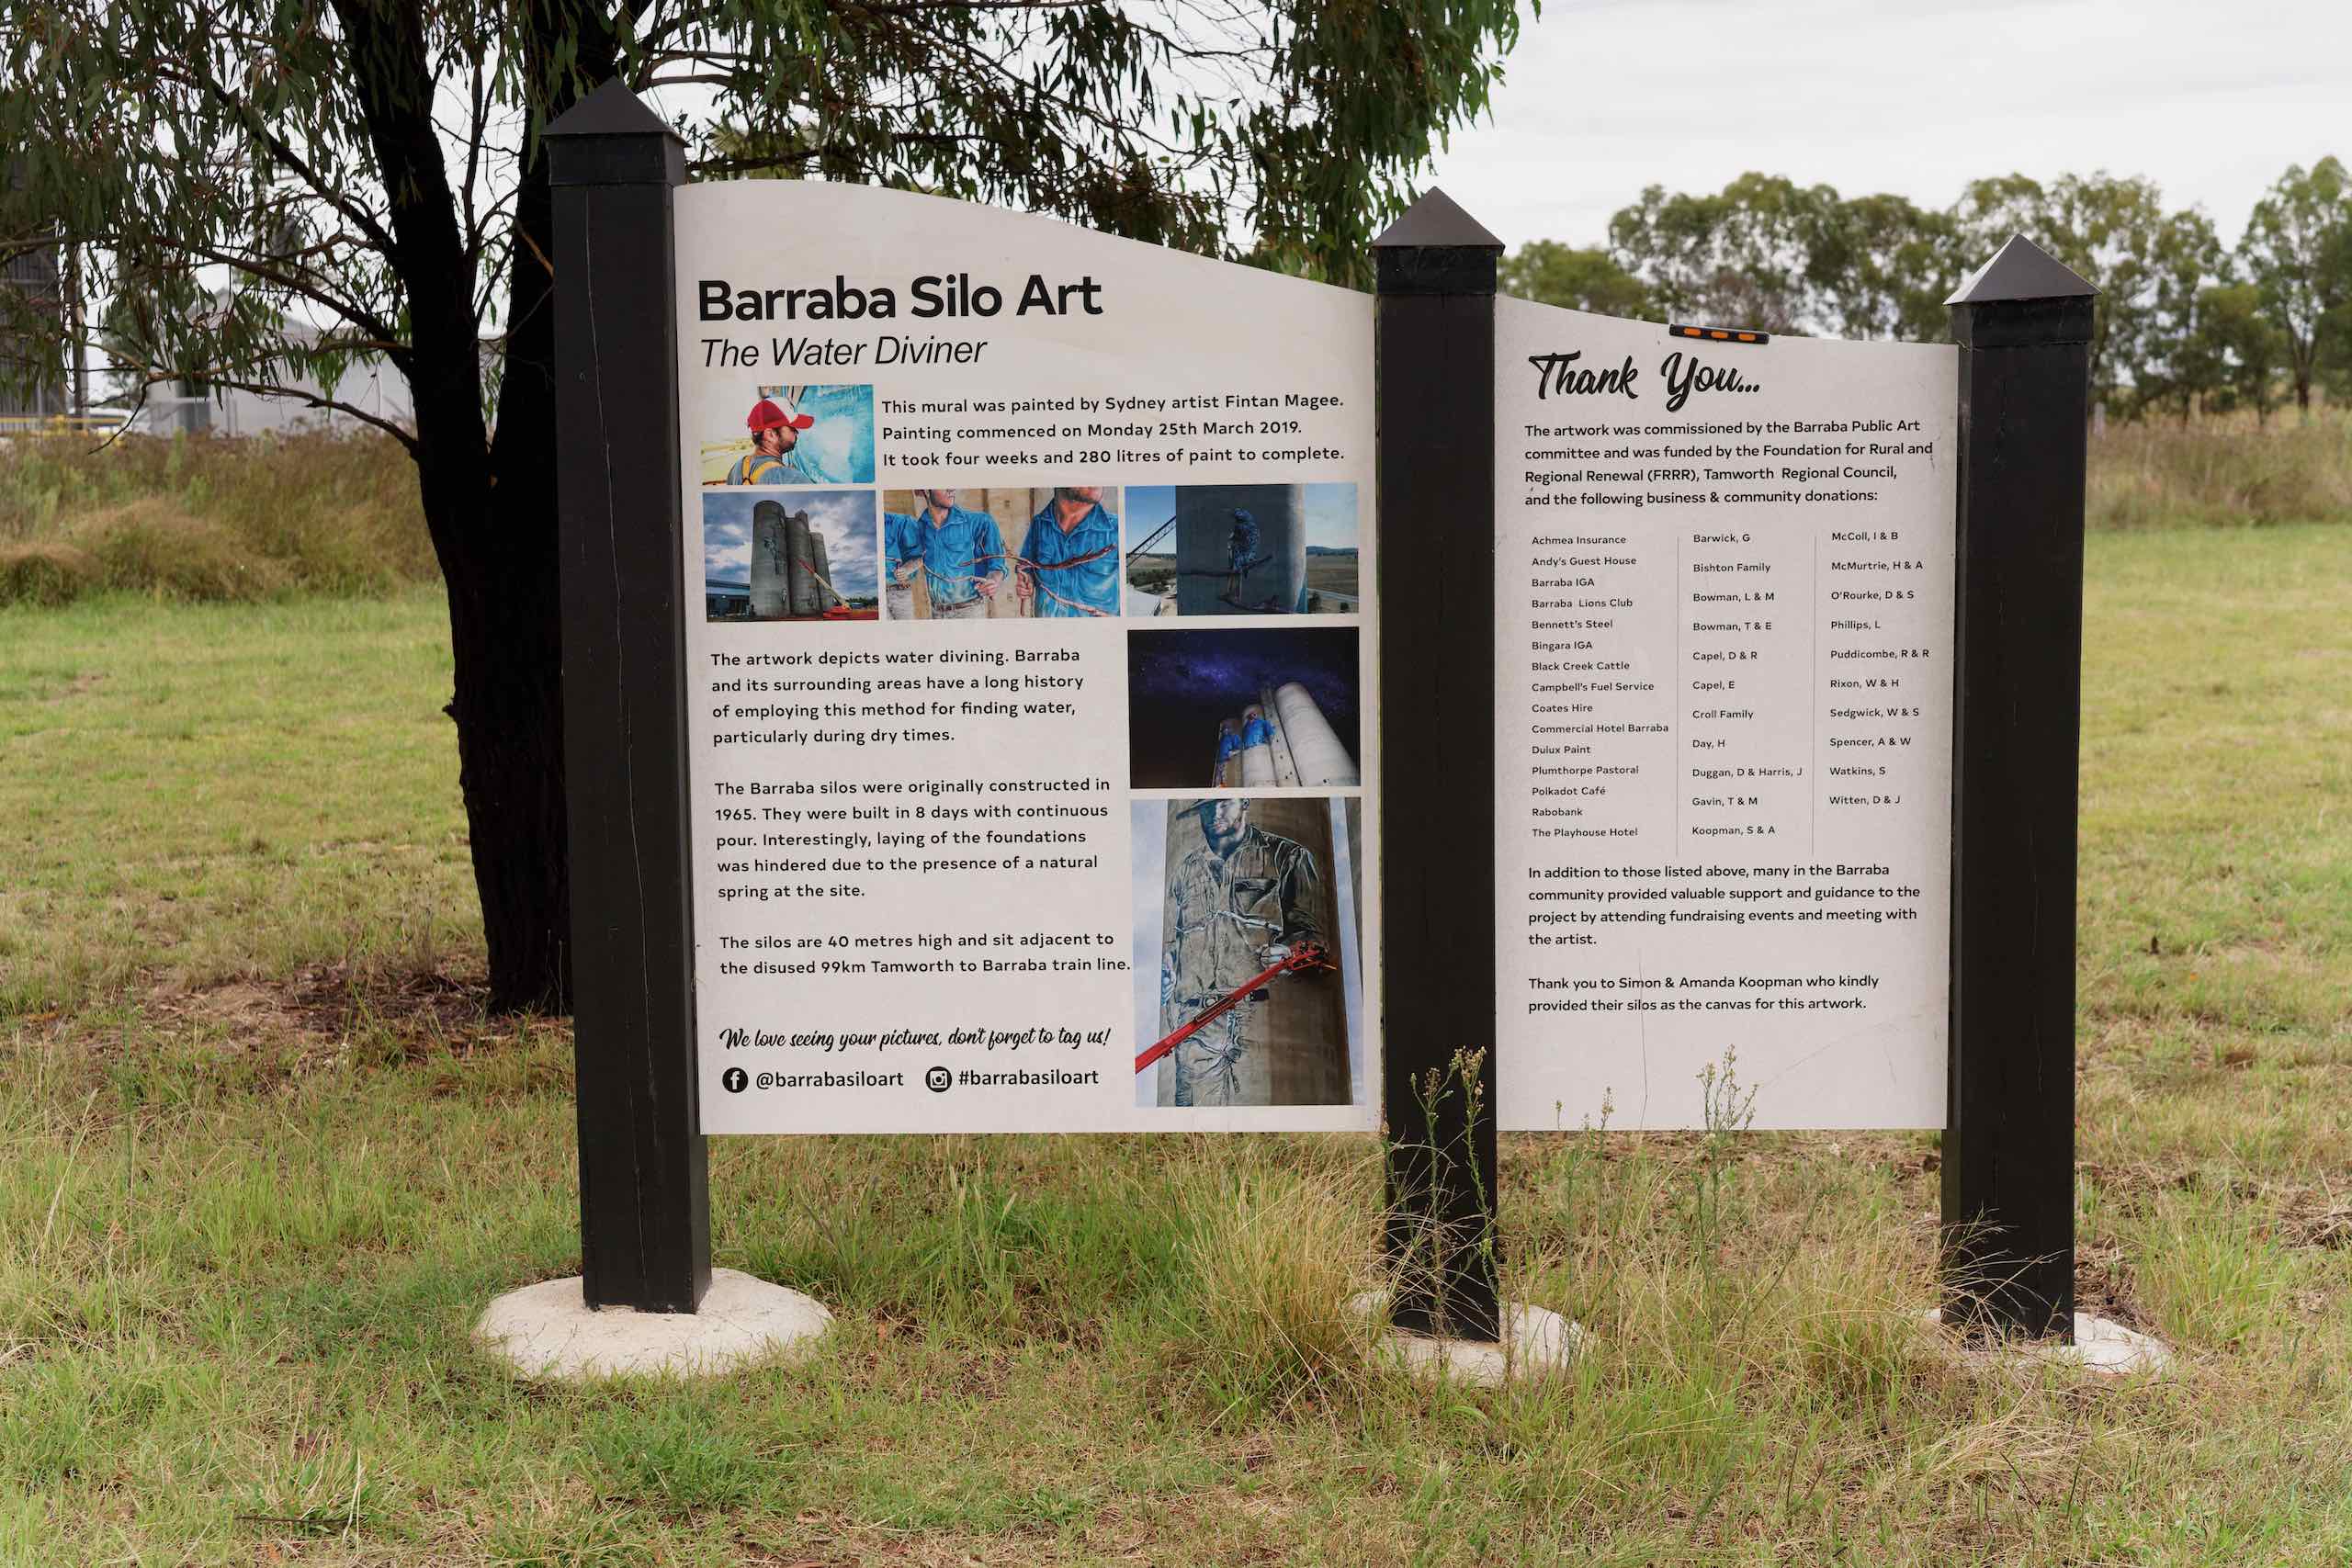 Barraba Silo Art
The Water Diviner
This mural was painted by Sydney artist Fintan Magee.
Painting commenced on Monday 25th March 2019.
It took four weeks and 280 litres of paint to complete.
The artwork depicts water divining. Barraba
and its surrounding areas have a long history
of employing this method for finding water,
particularly during dry times.
The Barraba silos were originally constructed in
1965. They were built in 8 days with continuous
pour. Interestingly, laying of the foundations
was hindered due to the presence of a natural
spring at the site.
The silos are 40 metres high and sit adjacent to
the disused 99km Tamworth to Barraba train line.
We love seeing your pictures, don't forget to tag us!
@barrabasiloart #barrabasiloart
Thank You...
The artwork was commissioned by the Barraba Public Art
committee and was funded by the Foundation for Rural and
Regional Renewal (FRRR), Tamworth Regional Council,
and the following business & community donations:
Achmea Insurance
Andy's Guest House
Barraba IGA
Barraba Lions Club
Bennett's Steel
Bingara IGA
Black Creek Cattle
Campbell's Fuel Service
Coates Hire
Commercial Hotel Barraba
Dulux Paint
Plumthorpe Pastoral
Polkadot Café
Rabobank
The Playhouse Hotel
Barwick, G
Bishton Family
Bowman, L & M
Bowman, T & E
Capel, D & R
Capel, E
Croll Family
Day, H
Duggan, D & Harris, J
Gavin, T & M
Koopman, S & A
McColl, I & B
McMurtrie, H & A
O'Rourke, D & S
Phillips, L
Puddicombe, R & R
Rixon, W & H
Sedgwick, W & S
Spencer, A & W
Watkins, S
Witten, D & J
In addition to those listed above, many in the Barraba
community provided valuable support and guidance to the
project by attending fundraising events and meeting with
the artist.
Thank you to Simon & Amanda Koopman who kindly
provided their silos as the canvas for this artwork.